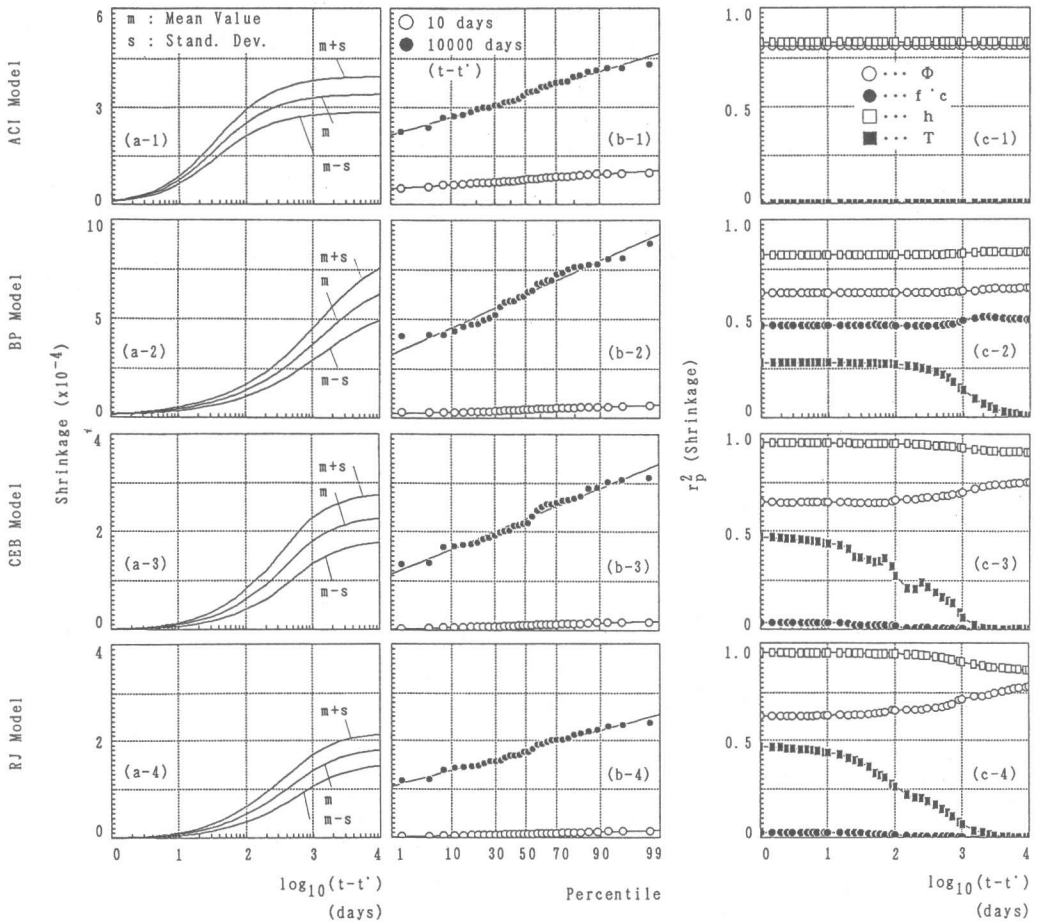 ACI Model
BP Model
CEB Model
RJ Model
Shrinkage (x10⁻⁴)
6
3
0
m : Mean Value
s : Stand. Dev.
m+s
m
m-s
(a-1)
10 days
10000 days
(t-t')
(b-1)
1.0
0.5
0
Φ
f'c
h
T
(c-1)
10
5
0
m+s
m
m-s
(a-2)
(b-2)
1.0
0.5
0
(c-2)
4
2
0
m+s
m
m-s
(a-3)
(b-3)
r²p (Shrinkage)
1.0
0.5
0
(c-3)
4
2
0
m+s
m
m-s
(a-4)
(b-4)
1.0
0.5
0
(c-4)
0 1 2 3 4
log₁₀(t-t')
(days)
1 10 30 50 70 90 99
Percentile
0 1 2 3 4
log₁₀(t-t')
(days)